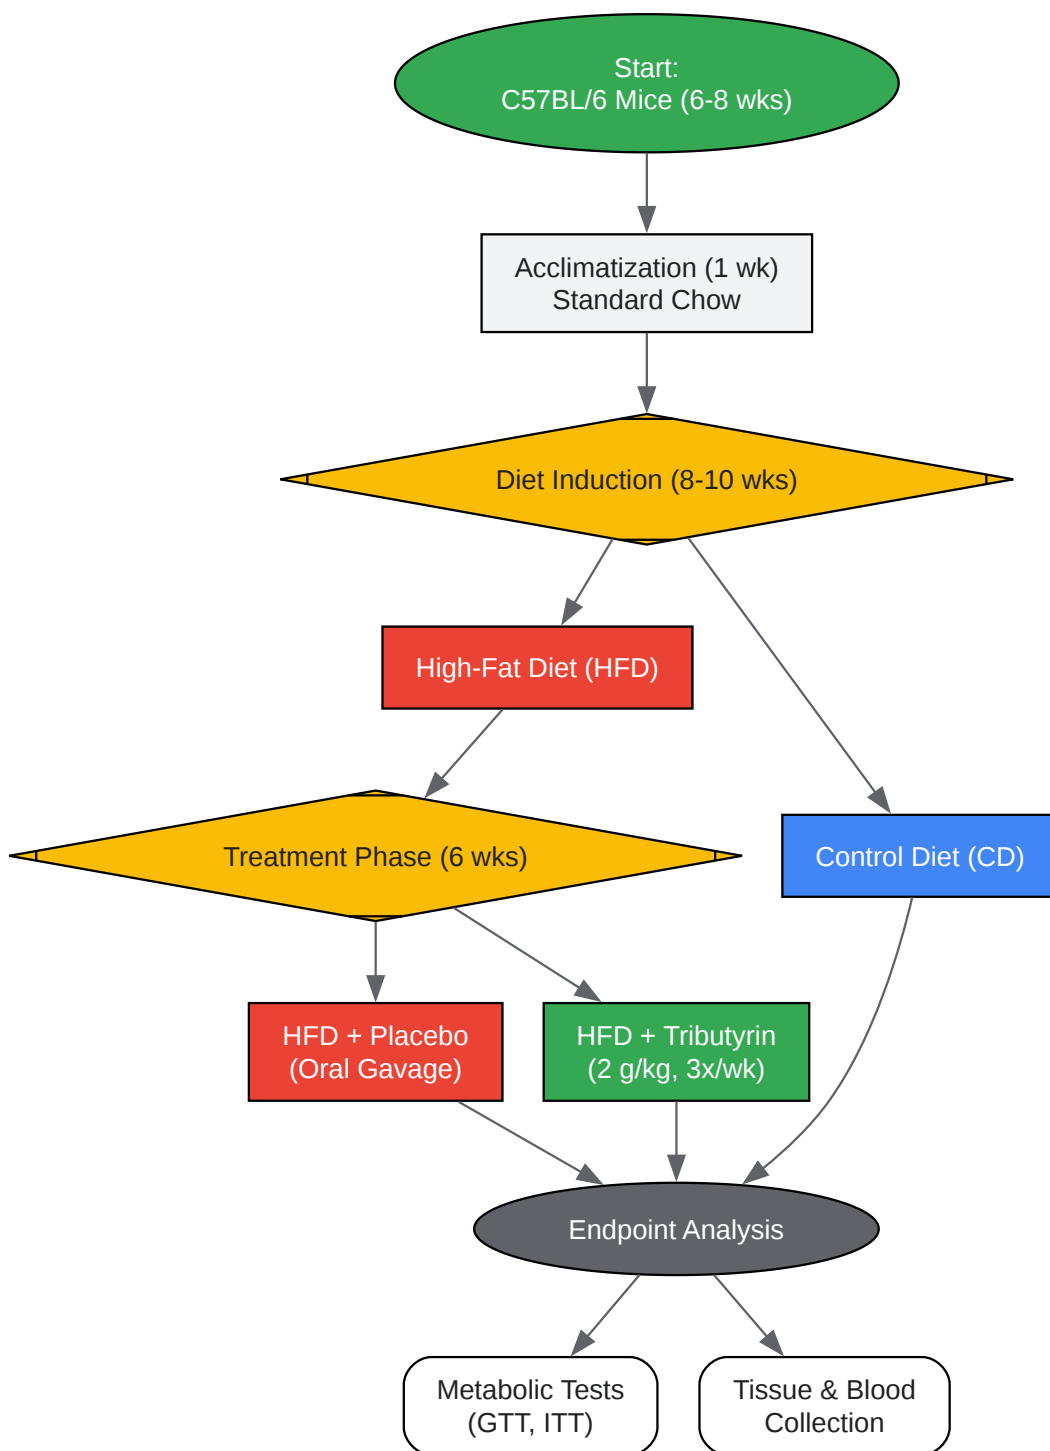 Start:
C57BL/6 Mice (6-8 wks)
Acclimatization (1 wk)
Standard Chow
Diet Induction (8-10 wks)
High-Fat Diet (HFD)
Treatment Phase (6 wks)
Control Diet (CD)
HFD + Placebo
(Oral Gavage)
HFD + Tributyrin
(2 g/kg, 3x/wk)
Endpoint Analysis
Metabolic Tests
(GTT, ITT)
Tissue & Blood
Collection